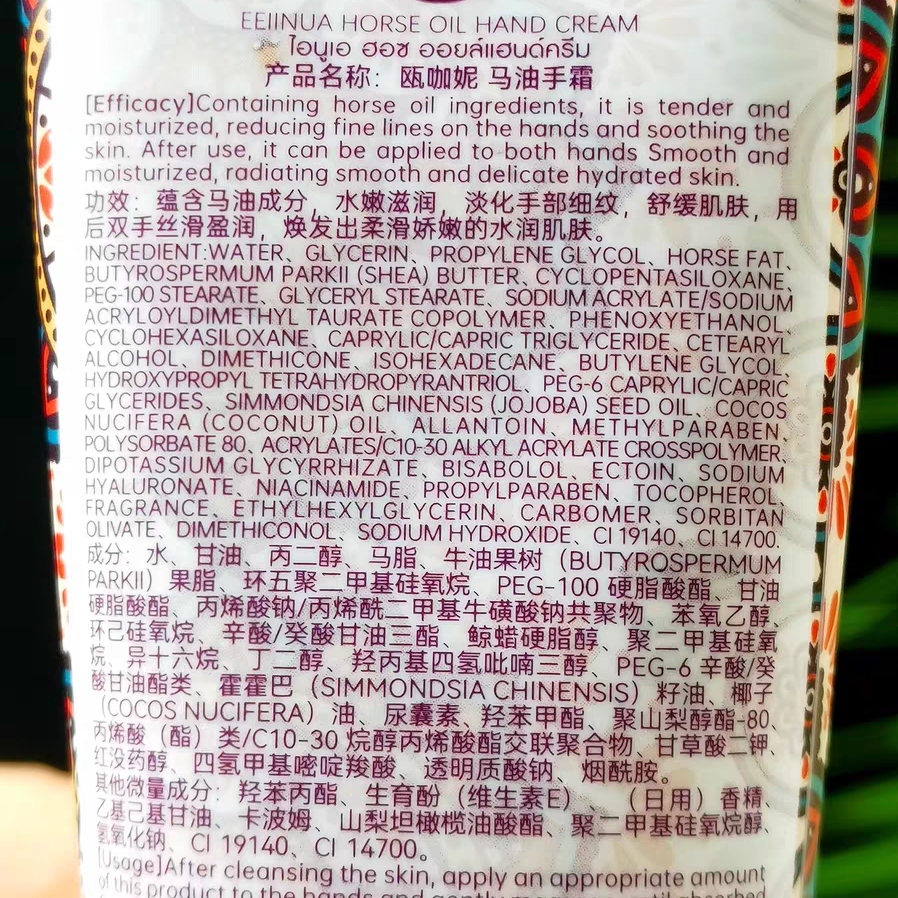 EEIINUA HORSE OIL HAND CREAM
ไอนูเอ ฮอช ออยล์แฮนด์ครีม
产品名称：瓯咖妮 马油手霜
[Efficacy]Containing horse oil ingredients, it is tender and
moisturized, reducing fine lines on the hands and soothing the
skin. After use, it can be applied to both hands Smooth and
moisturized, radiating smooth and delicate hydrated skin.
功效：蕴含马油成分，水嫩滋润，淡化手部细纹，舒缓肌肤，用
后双手丝滑盈润，焕发出柔滑娇嫩的水润肌肤。
INGREDIENT:WATER、GLYCERIN、PROPYLENE GLYCOL、HORSE FAT、
BUTYROSPERMUM PARKII (SHEA) BUTTER、CYCLOPENTASILOXANE、
PEG-100 STEARATE、GLYCERYL STEARATE、SODIUM ACRYLATE/SODIUM
ACRYLOYLDIMETHYL TAURATE COPOLYMER、PHENOXYETHANOL、
CYCLOHEXASILOXANE、CAPRYLIC/CAPRIC TRIGLYCERIDE、CETEARYL
ALCOHOL、DIMETHICONE、ISOHEXADECANE、BUTYLENE GLYCOL
HYDROXYPROPYL TETRAHYDROPYRANTRIOL、PEG-6 CAPRYLIC/CAPRIC
GLYCERIDES、SIMMONDSIA CHINENSIS (JOJOBA) SEED OIL、COCOS
NUCIFERA (COCONUT) OIL、ALLANTOIN、METHYLPARABEN、
POLYSORBATE 80、ACRYLATES/C10-30 ALKYL ACRYLATE CROSSPOLYMER、
DIPOTASSIUM GLYCYRRHIZATE、BISABOLOL、ECTOIN、SODIUM
HYALURONATE、NIACINAMIDE、PROPYLPARABEN、TOCOPHEROL
FRAGRANCE、ETHYLHEXYLGLYCERIN、CARBOMER、SORBITAN
OLIVATE、DIMETHICONOL、SODIUM HYDROXIDE、CI 19140、CI 14700.
成分：水、甘油、丙二醇、马脂、牛油果树（BUTYROSPERMUM
PARKII）果脂、环五聚二甲基硅氧烷、PEG-100 硬脂酸酯、甘油
硬脂酸酯、丙烯酸钠/丙烯酰二甲基牛磺酸钠共聚物、苯氧乙醇、
环己硅氧烷、辛酸/癸酸甘油三酯、鲸蜡硬脂醇、聚二甲基硅氧
烷、异十六烷、丁二醇、羟丙基四氢吡喃三醇、PEG-6 辛酸/癸
酸甘油酯类、霍霍巴（SIMMONDSIA CHINENSIS）籽油、椰子
（COCOS NUCIFERA）油、尿囊素、羟苯甲酯、聚山梨醇酯-80、
丙烯酸（酯）类/C10-30 烷醇丙烯酸酯交联聚合物、甘草酸二钾、
红没药醇、四氢甲基嘧啶羧酸、透明质酸钠、烟酰胺。
其他微量成分：羟苯丙酯、生育酚（维生素E）、（日用）香精、
乙基己基甘油、卡波姆、山梨坦橄榄油酸酯、聚二甲基硅氧烷醇、
氢氧化钠、CI 19140、CI 14700。
[Usage]After cleansing the skin, apply an appropriate amount
of this product to the hands and gently until absorbed